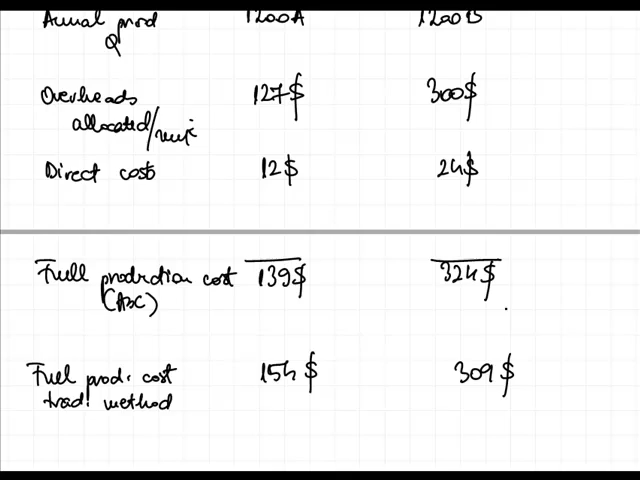 Annual prod 1200A 1200B
Q
Overheads 127$ 300$
allocated/
Direct costs 12$ 24$
Full production cost 139$ 324$
(ABC)
Full prod. cost 154$ 309$
trad. method